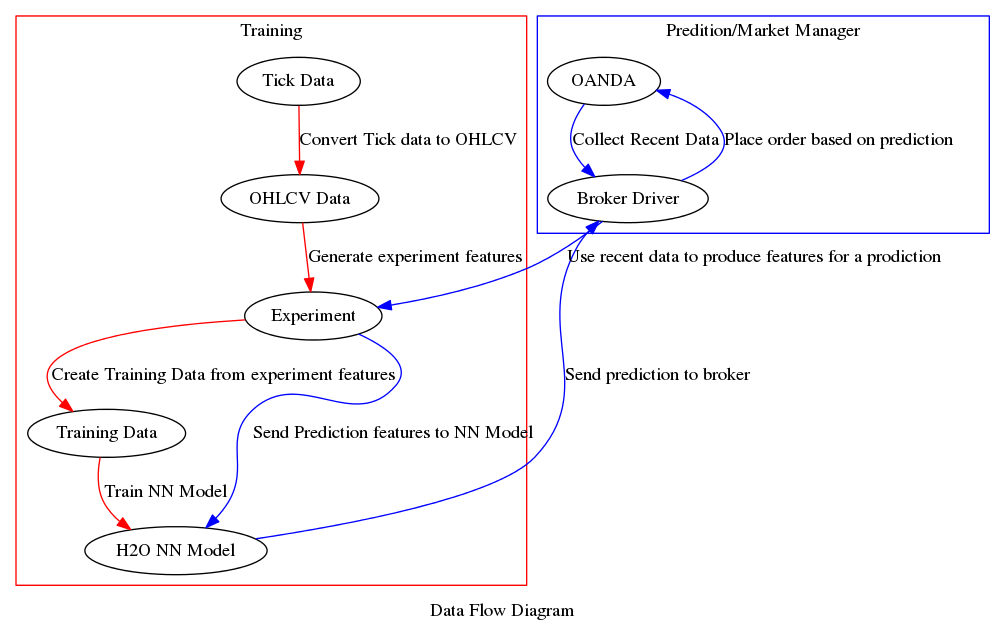 Training
Predition/Market Manager
Tick Data
OANDA
Convert Tick data to OHLCV
Collect Recent Data
Place order based on prediction
OHLCV Data
Broker Driver
Generate experiment features
Use recent data to produce features for a prodiction
Experiment
Create Training Data from experiment features
Send prediction to broker
Training Data
Send Prediction features to NN Model
Train NN Model
H2O NN Model
Data Flow Diagram